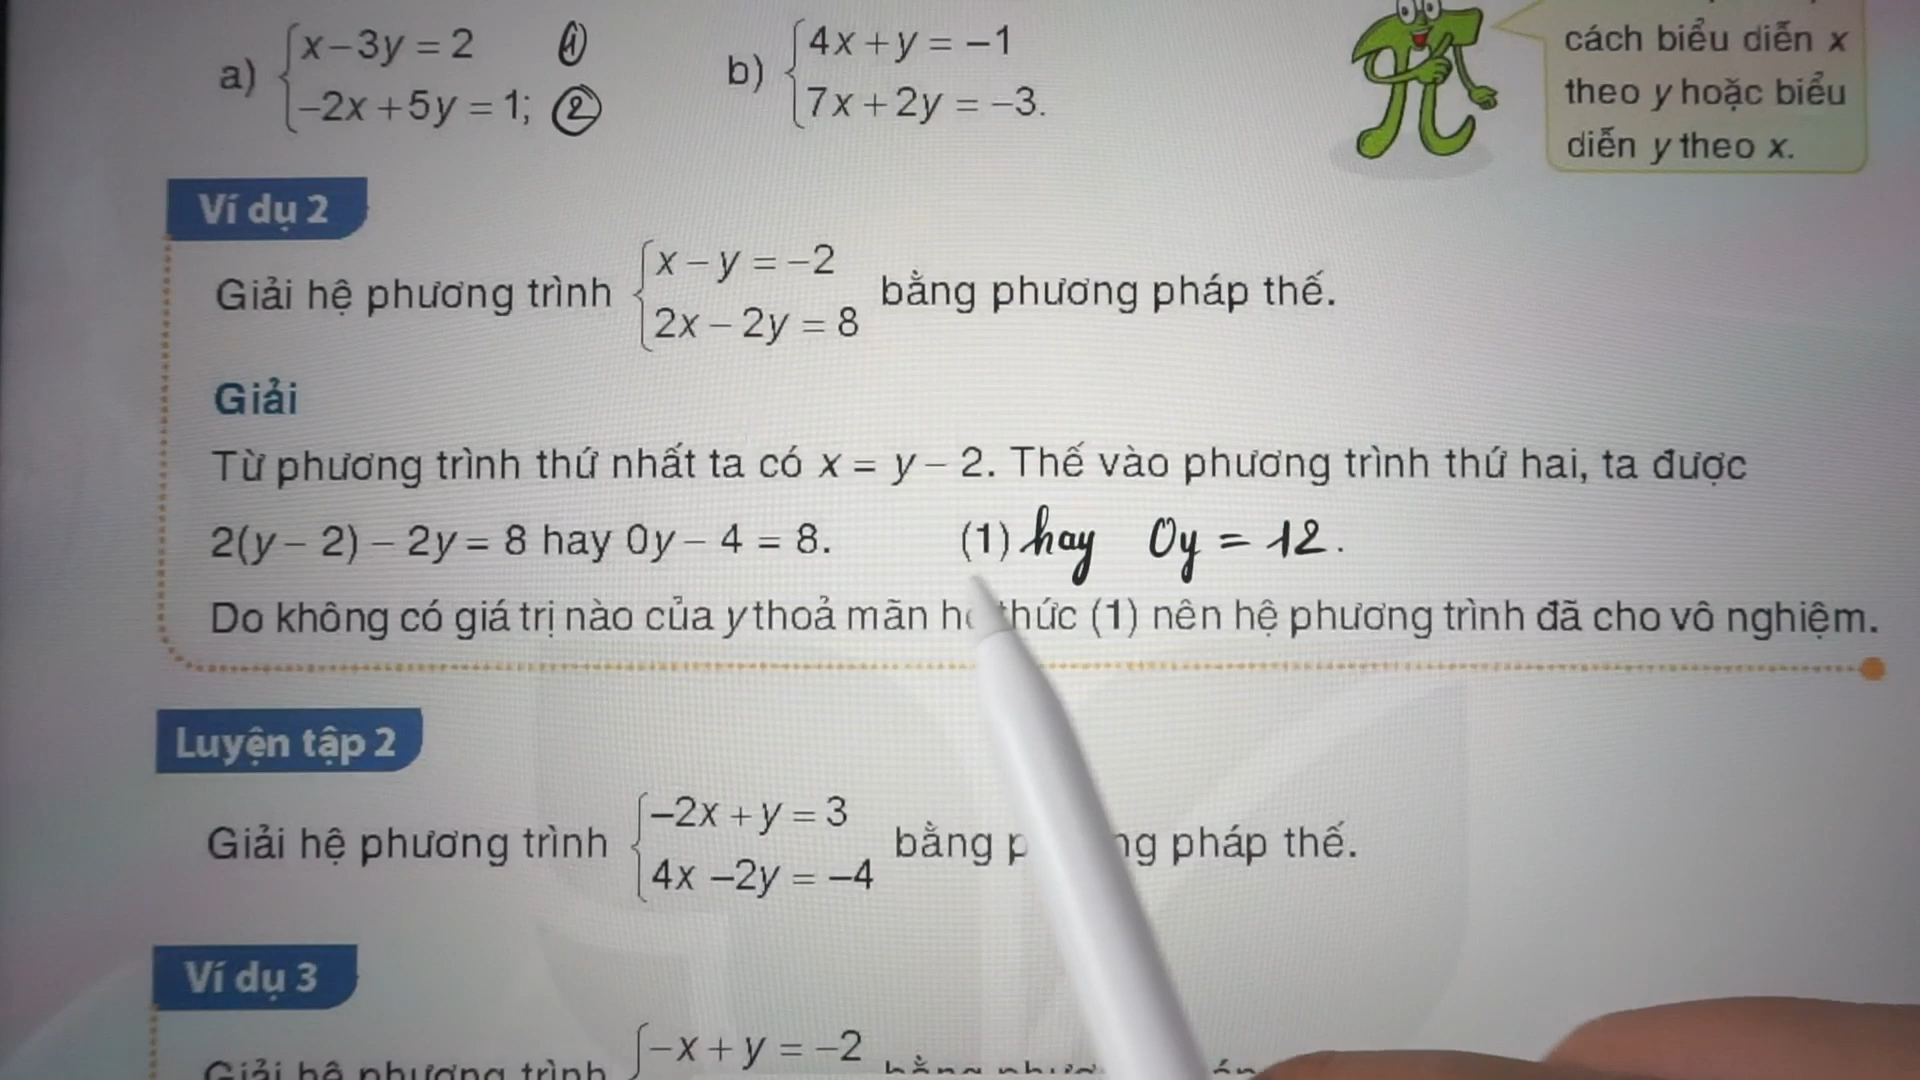 a) { x – 3y = 2 ①
–2x + 5y = 1; ②
b) { 4x + y = –1
7x + 2y = –3.
cách biểu diễn x
theo y hoặc biểu
diễn y theo x.
Ví dụ 2
Giải hệ phương trình { x – y = –2
2x – 2y = 8 bằng phương pháp thế.
Giải
Từ phương trình thứ nhất ta có x = y – 2. Thế vào phương trình thứ hai, ta được
2(y – 2) – 2y = 8 hay 0y – 4 = 8. (1) hay 0y = 12.
Do không có giá trị nào của y thoả mãn thức (1) nên hệ phương trình đã cho vô nghiệm.
Luyện tập 2
Giải hệ phương trình { –2x + y = 3
4x – 2y = –4 bằng pháp thế.
Ví dụ 3
Giải hệ phương trình { –x + y = –2